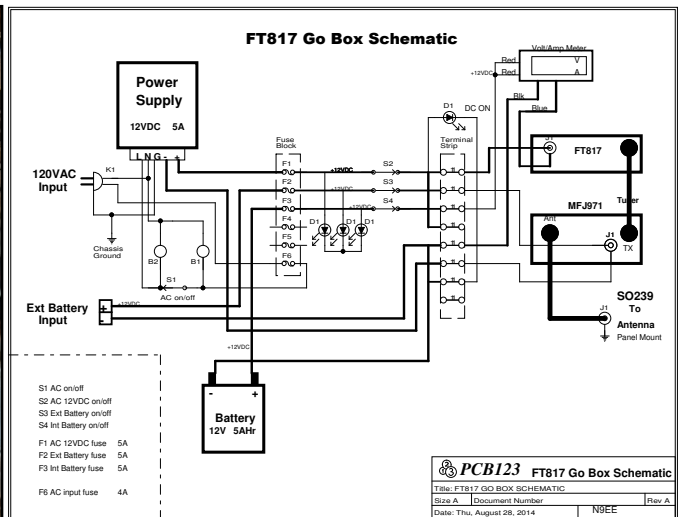 FT817 Go Box Schematic
Power
Supply
12VDC 5A
L N G - +
120VAC
Input
K1
Chassis
Ground
B2
B1
S1
AC on/off
Ext Battery
Input
+
-
+12VDC
Fuse
Block
F1
F2
F3
F4
F5
F6
+12VDC
+12VDC
+12VDC
D1
D1
D1
S2
S3
S4
D1
DC ON
Terminal
Strip
Volt/Amp Meter
V
A
Red
+12VDC
Red
Blk
Blue
J1
FT817
Tuner
MFJ971
Ant
J1
TX
SO239
To
Antenna
Panel Mount
J1
+12VDC
- +
Battery
12V 5AHr
S1 AC on/off
S2 AC 12VDC on/off
S3 Ext Battery on/off
S4 Int Battery on/off
F1 AC 12VDC fuse 5A
F2 Ext Battery fuse 5A
F3 Int Battery fuse 5A
F6 AC input fuse 4A
PCB123 FT817 Go Box Schematic
Title: FT817 GO BOX SCHEMATIC
Size A Document Number Rev A
Date: Thu, August 28, 2014 N9EE